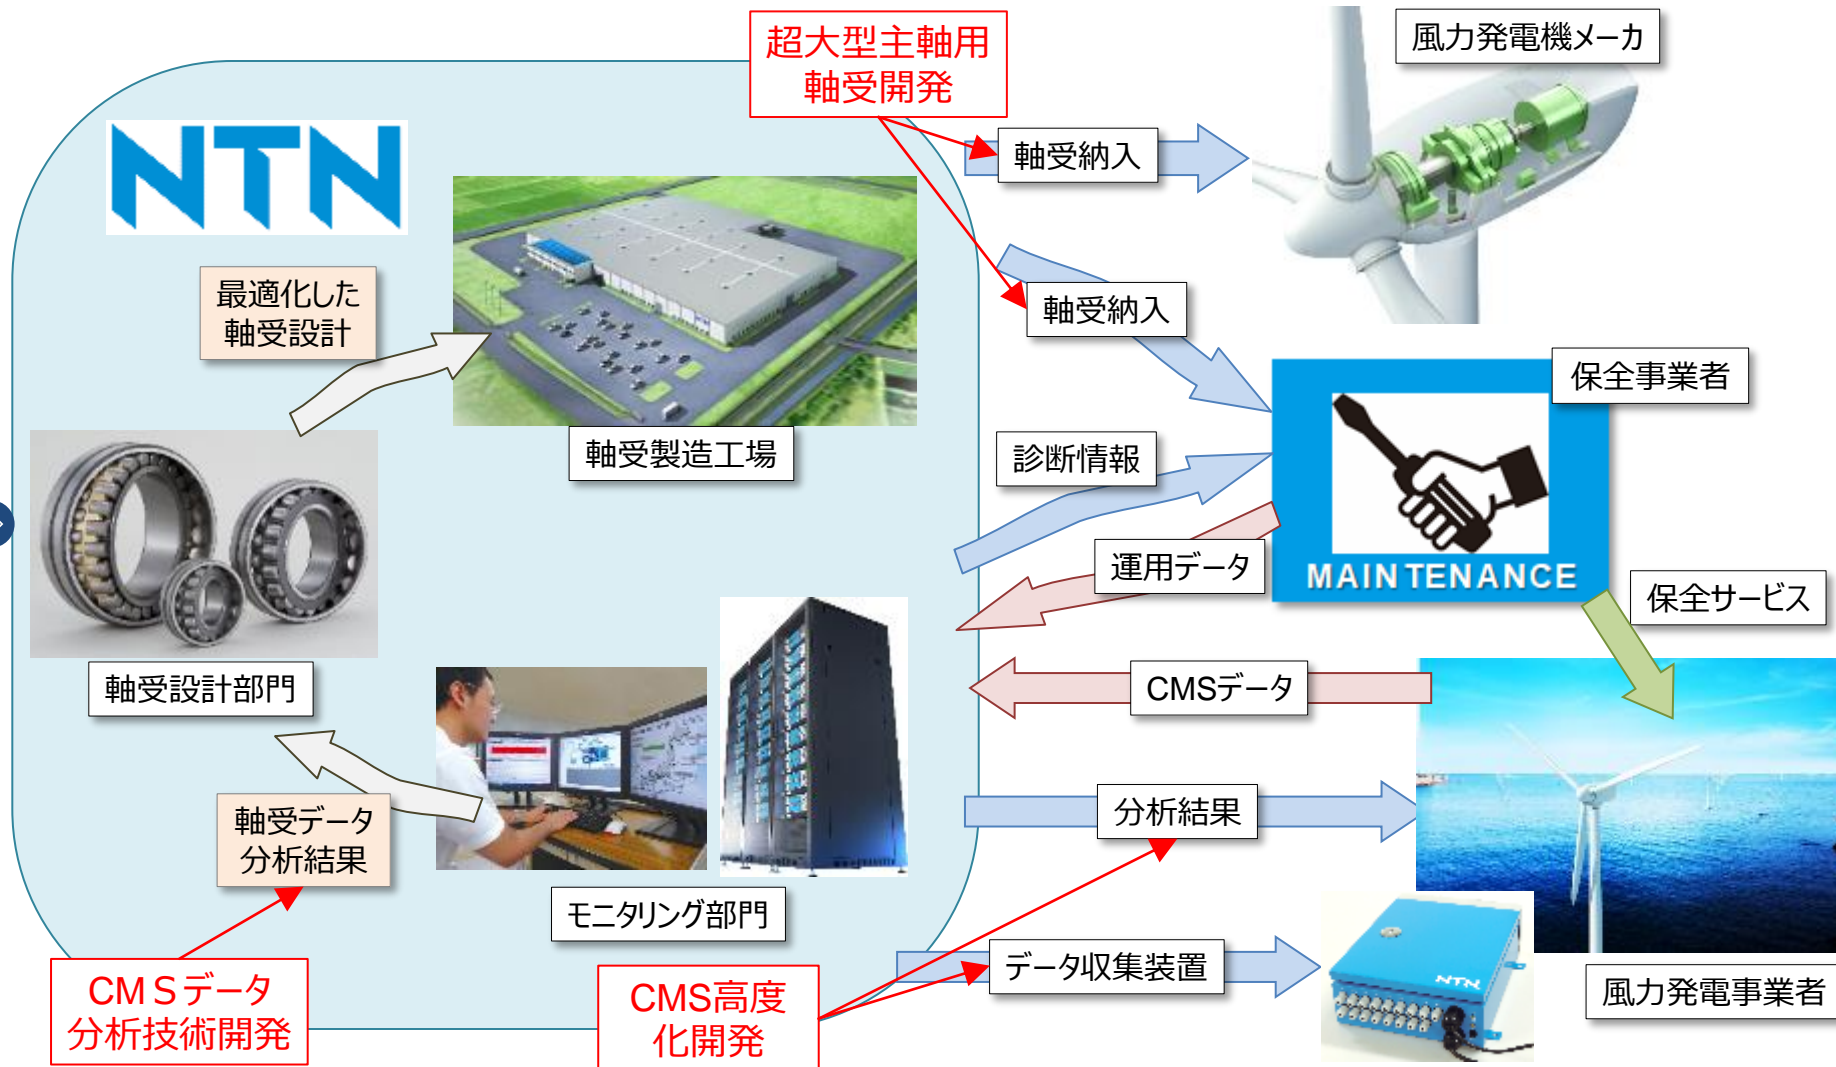 超大型主軸用
軸受開発
風力発電機メーカ
NTN
軸受納入
最適化した
軸受設計
軸受納入
保全事業者
軸受製造工場
診断情報
運用データ
MAINTENANCE
保全サービス
軸受設計部門
CMSデータ
軸受データ
分析結果
分析結果
モニタリング部門
データ収集装置
NTN
風力発電事業者
CMSデータ
分析技術開発
CMS高度
化開発